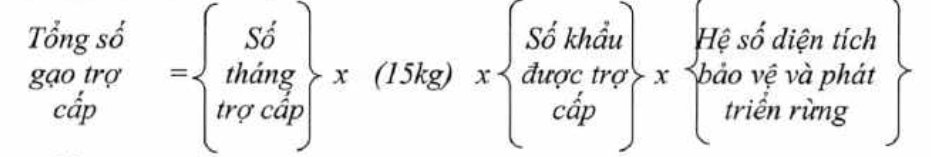 Tổng số gạo trợ cấp = { Số tháng trợ cấp } x (15kg) x { Số khẩu được trợ cấp } x { Hệ số diện tích bảo vệ và phát triển rừng }